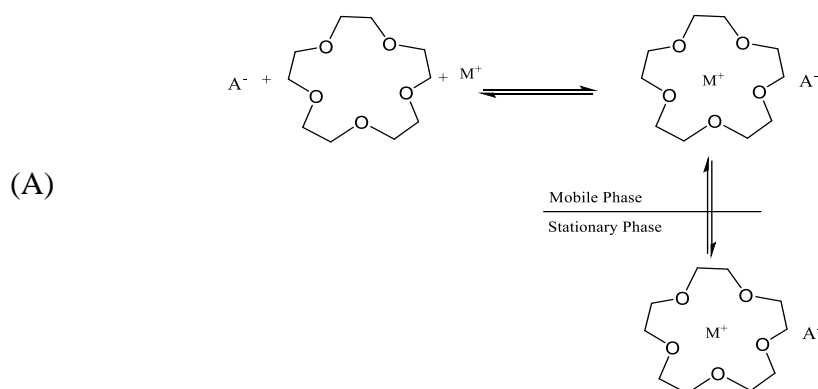 O O
A⁻ + O O + M⁺
O
O O
O M⁺ O A⁻
O
(A)
Mobile Phase
Stationary Phase
O O
O M⁺ O A⁻
O